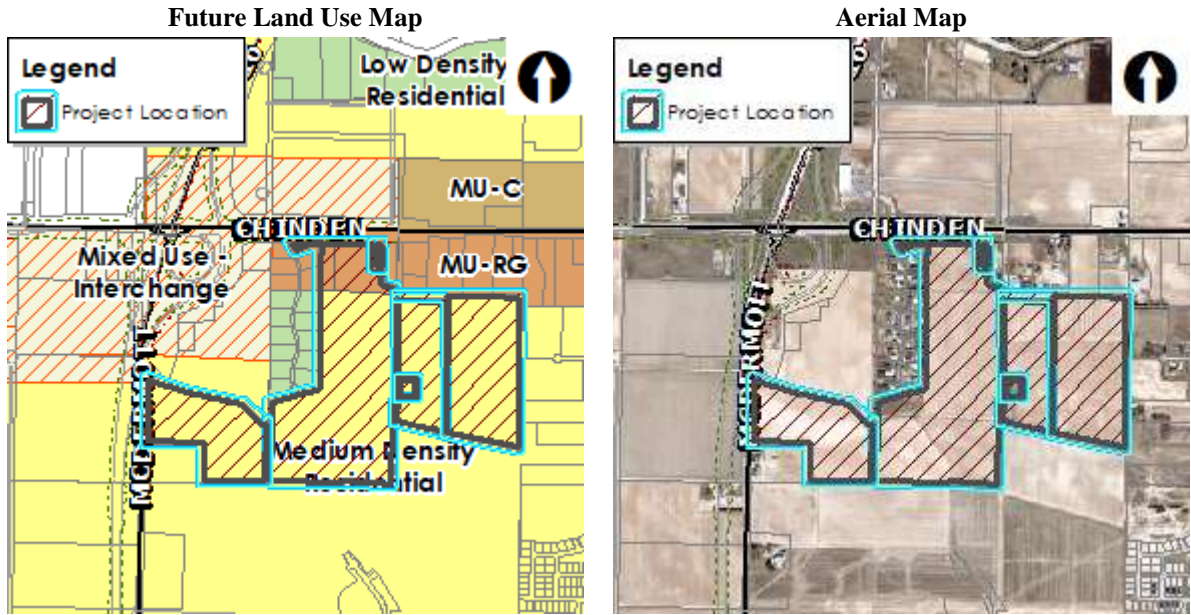 Future Land Use Map
Legend
Project Location
Low Density
Residential
MU-C
CHINDEN
Mixed Use -
Interchange
MU-RG
MCDERMOTT
Medium Density
Residential
Aerial Map
Legend
Project Location
CHINDEN
MCDERMOTT